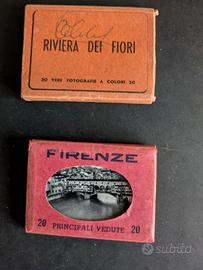 RIVIERA DEI FIORI
20 VERE FOTOGRAFIE A COLORI 20
FIRENZE
20 PRINCIPALI VEDUTE 20
subito